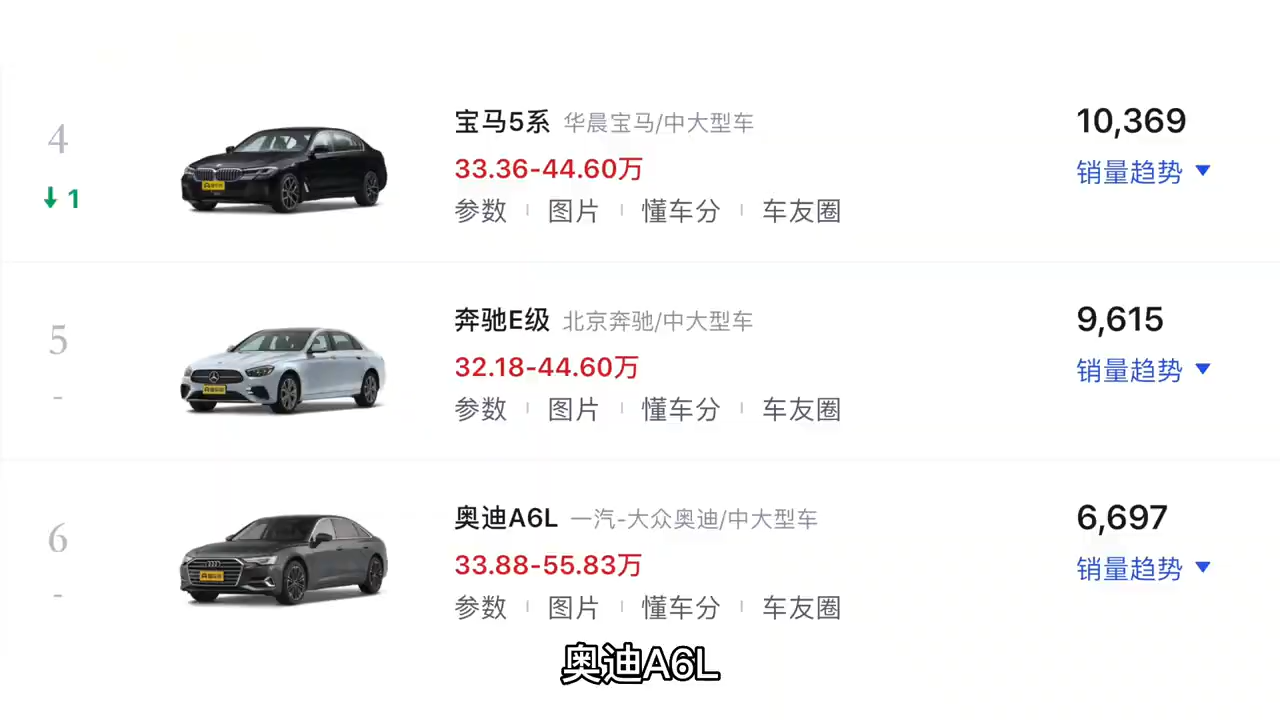 4
↓1
宝马5系 华晨宝马/中大型车
33.36-44.60万
参数 图片 懂车分 车友圈
10,369
销量趋势
5
-
奔驰E级 北京奔驰/中大型车
32.18-44.60万
参数 图片 懂车分 车友圈
9,615
销量趋势
6
-
奥迪A6L 一汽-大众奥迪/中大型车
33.88-55.83万
参数 图片 懂车分 车友圈
6,697
销量趋势
奥迪A6L